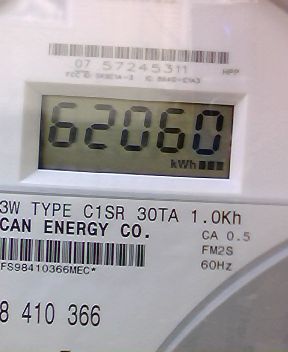 07 57245311
HPP
62060
kWh
3W TYPE C1SR 30TA 1.0Kh
CAN ENERGY CO.
CA 0.5
FM2S
60Hz
FS98410366MEC*
8 410 366